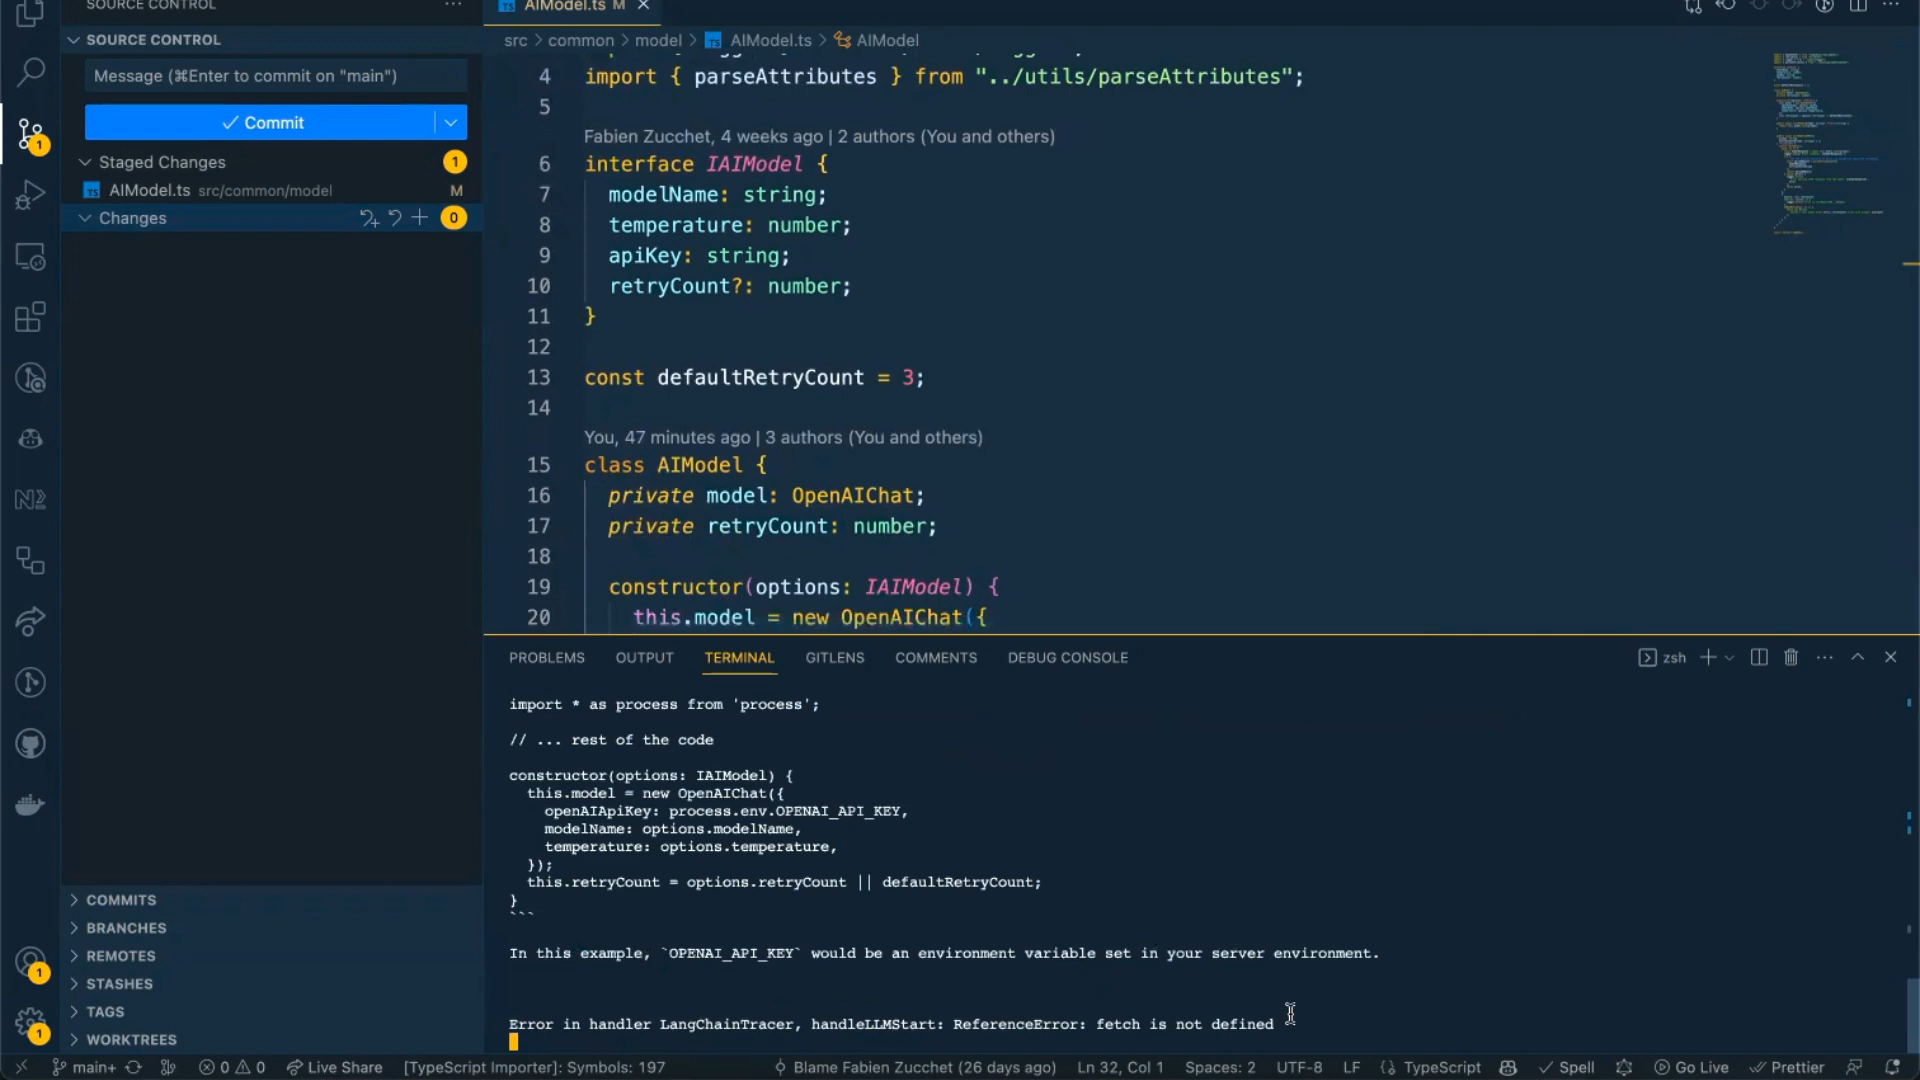 SOURCE CONTROL
AIModel.ts M
SOURCE CONTROL
src > common > model > TS AIModel.ts > AIModel
Message (⌘Enter to commit on "main")
Commit
Staged Changes 1
TS AIModel.ts src/common/model M
Changes 0
4 import { parseAttributes } from "../utils/parseAttributes";
5
Fabien Zucchet, 4 weeks ago | 2 authors (You and others)
6 interface IAIModel {
7 modelName: string;
8 temperature: number;
9 apiKey: string;
10 retryCount?: number;
11 }
12
13 const defaultRetryCount = 3;
14
You, 47 minutes ago | 3 authors (You and others)
15 class AIModel {
16 private model: OpenAIChat;
17 private retryCount: number;
18
19 constructor(options: IAIModel) {
20 this.model = new OpenAIChat({
PROBLEMS OUTPUT TERMINAL GITLENS COMMENTS DEBUG CONSOLE zsh
import * as process from 'process';
// ... rest of the code
constructor(options: IAIModel) {
this.model = new OpenAIChat({
openAIApiKey: process.env.OPENAI_API_KEY,
modelName: options.modelName,
temperature: options.temperature,
});
this.retryCount = options.retryCount || defaultRetryCount;
}
```
In this example, `OPENAI_API_KEY` would be an environment variable set in your server environment.
Error in handler LangChainTracer, handleLLMStart: ReferenceError: fetch is not defined
COMMITS
BRANCHES
REMOTES
STASHES
TAGS
WORKTREES
1
1
1
main+ 0 0 Live Share [TypeScript Importer]: Symbols: 197 Blame Fabien Zucchet (26 days ago) Ln 32, Col 1 Spaces: 2 UTF-8 LF {} TypeScript Spell Go Live Prettier